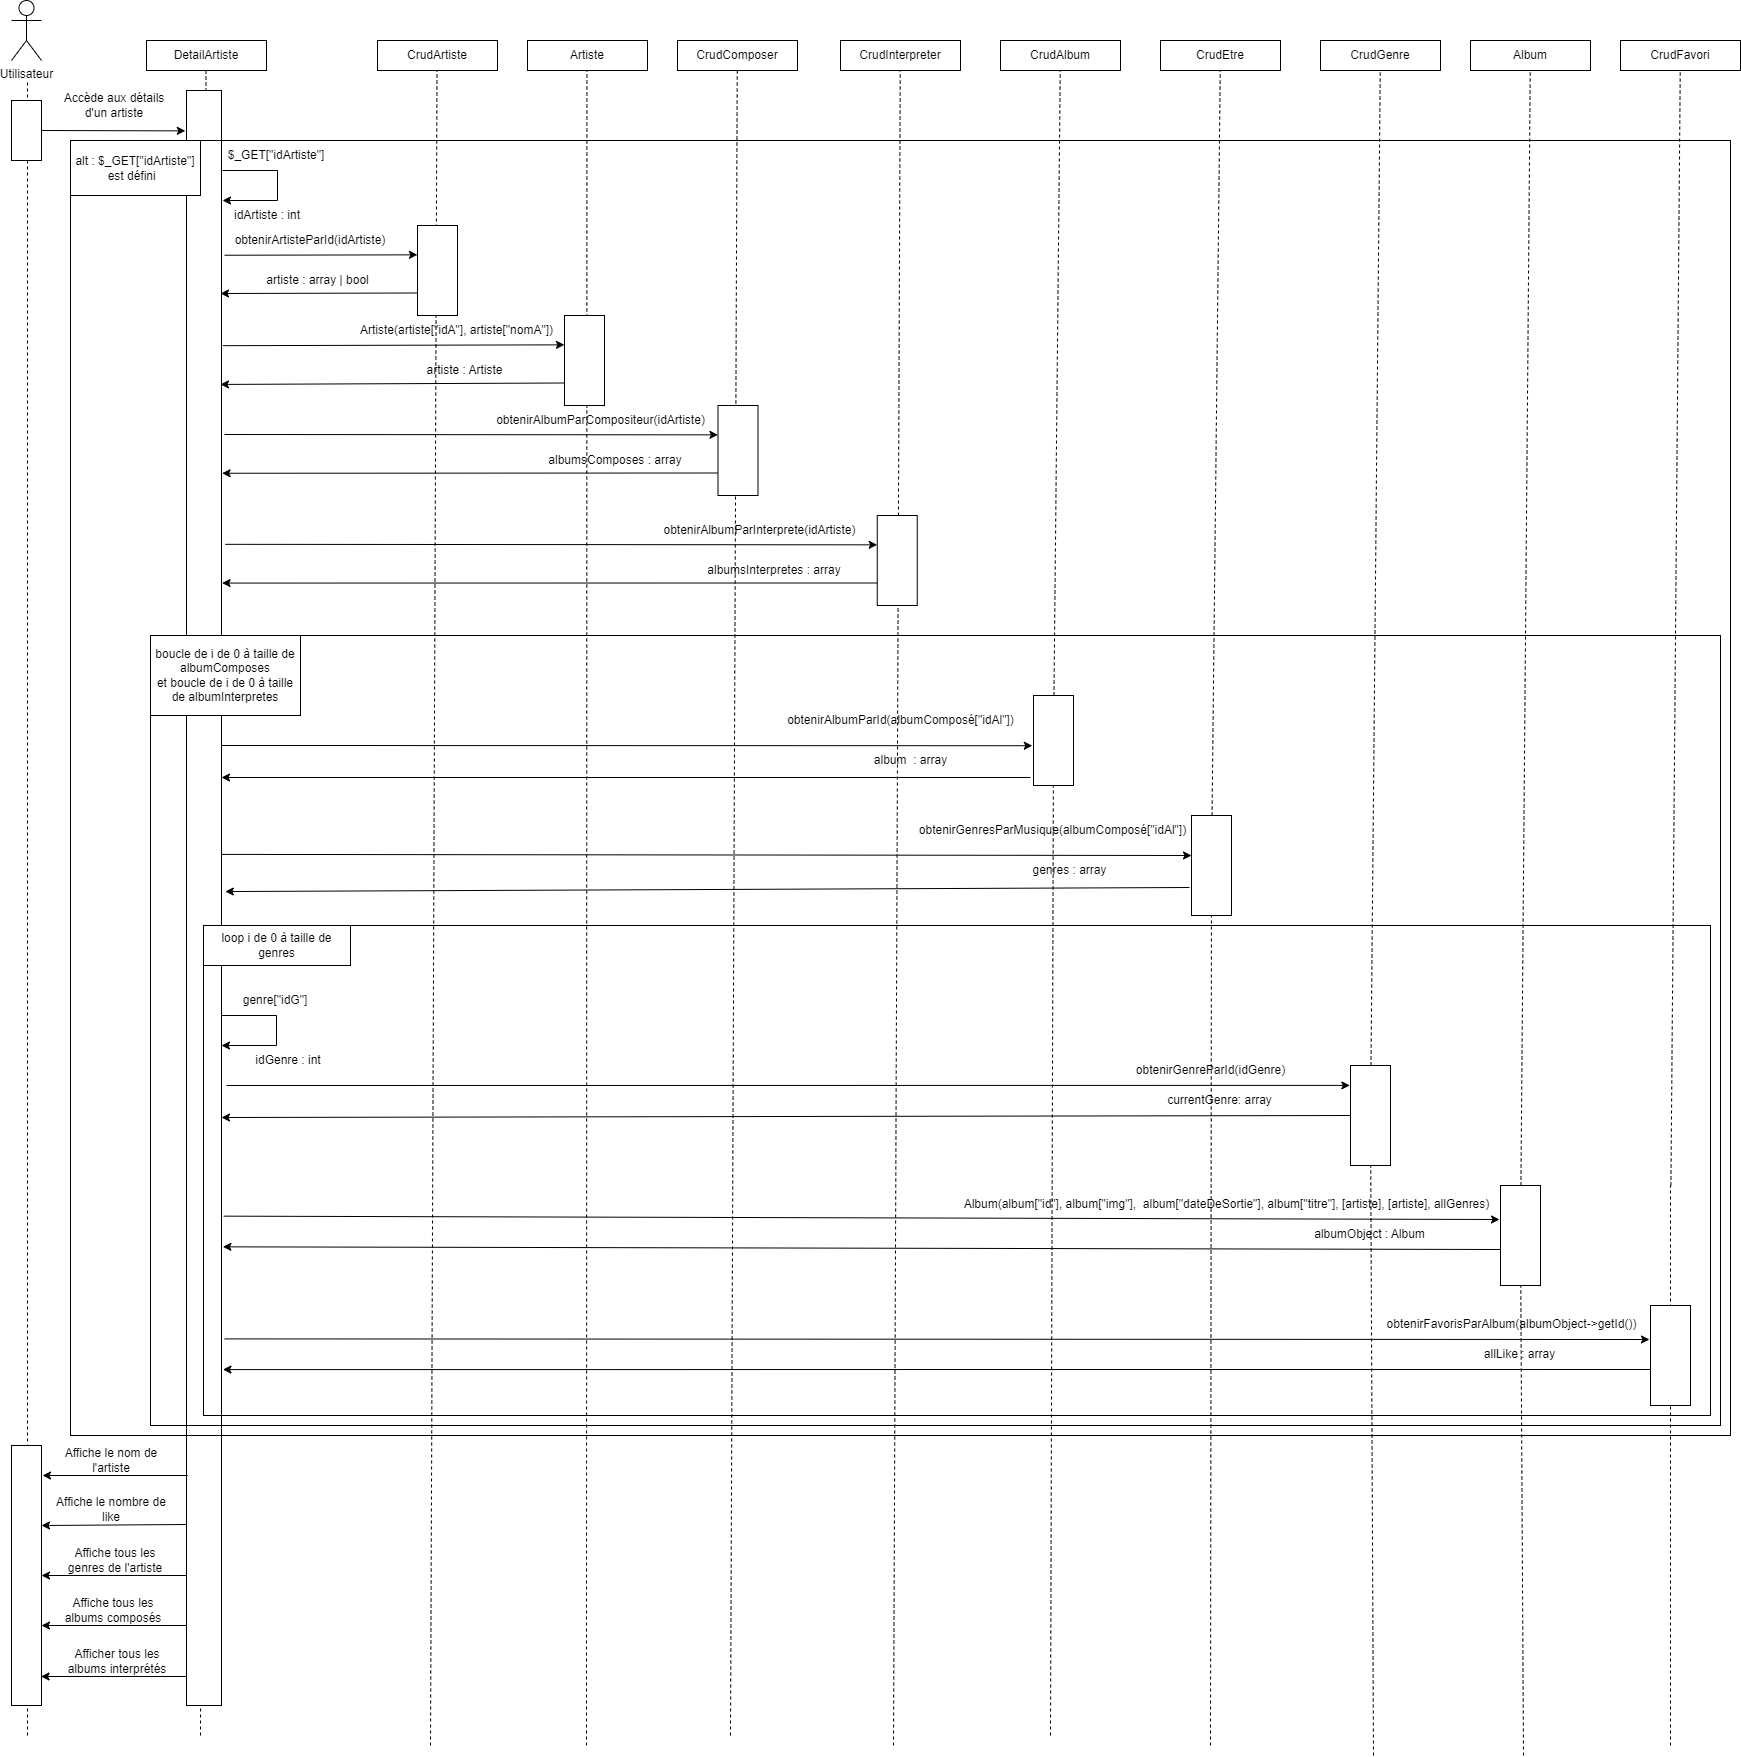 Utilisateur
DetailArtiste
CrudArtiste
Artiste
CrudComposer
CrudInterpreter
CrudAlbum
CrudEtre
CrudGenre
Album
CrudFavori
Accède aux détails
d'un artiste
alt : $_GET["idArtiste"]
est défini
$_GET["idArtiste"]
idArtiste : int
obtenirArtisteParId(idArtiste)
artiste : array | bool
Artiste(artiste["idA"], artiste["nomA"])
artiste : Artiste
obtenirAlbumParCompositeur(idArtiste)
albumsComposes : array
obtenirAlbumParInterprete(idArtiste)
albumsInterpretes : array
boucle de i de 0 à taille de
albumComposes
et boucle de i de 0 à taille
de albumInterpretes
obtenirAlbumParId(albumComposé["idAl"])
album  : array
obtenirGenresParMusique(albumComposé["idAl"])
genres : array
loop i de 0 à taille de
genres
genre["idG"]
idGenre : int
obtenirGenreParId(idGenre)
currentGenre: array
Album(album["id"], album["img"],  album["dateDeSortie"], album["titre"], [artiste], [artiste], allGenres)
albumObject : Album
obtenirFavorisParAlbum(albumObject->getId())
allLike : array
Affiche le nom de
l'artiste
Affiche le nombre de
like
Affiche tous les
genres de l'artiste
Affiche tous les
albums composés
Afficher tous les
albums interprétés